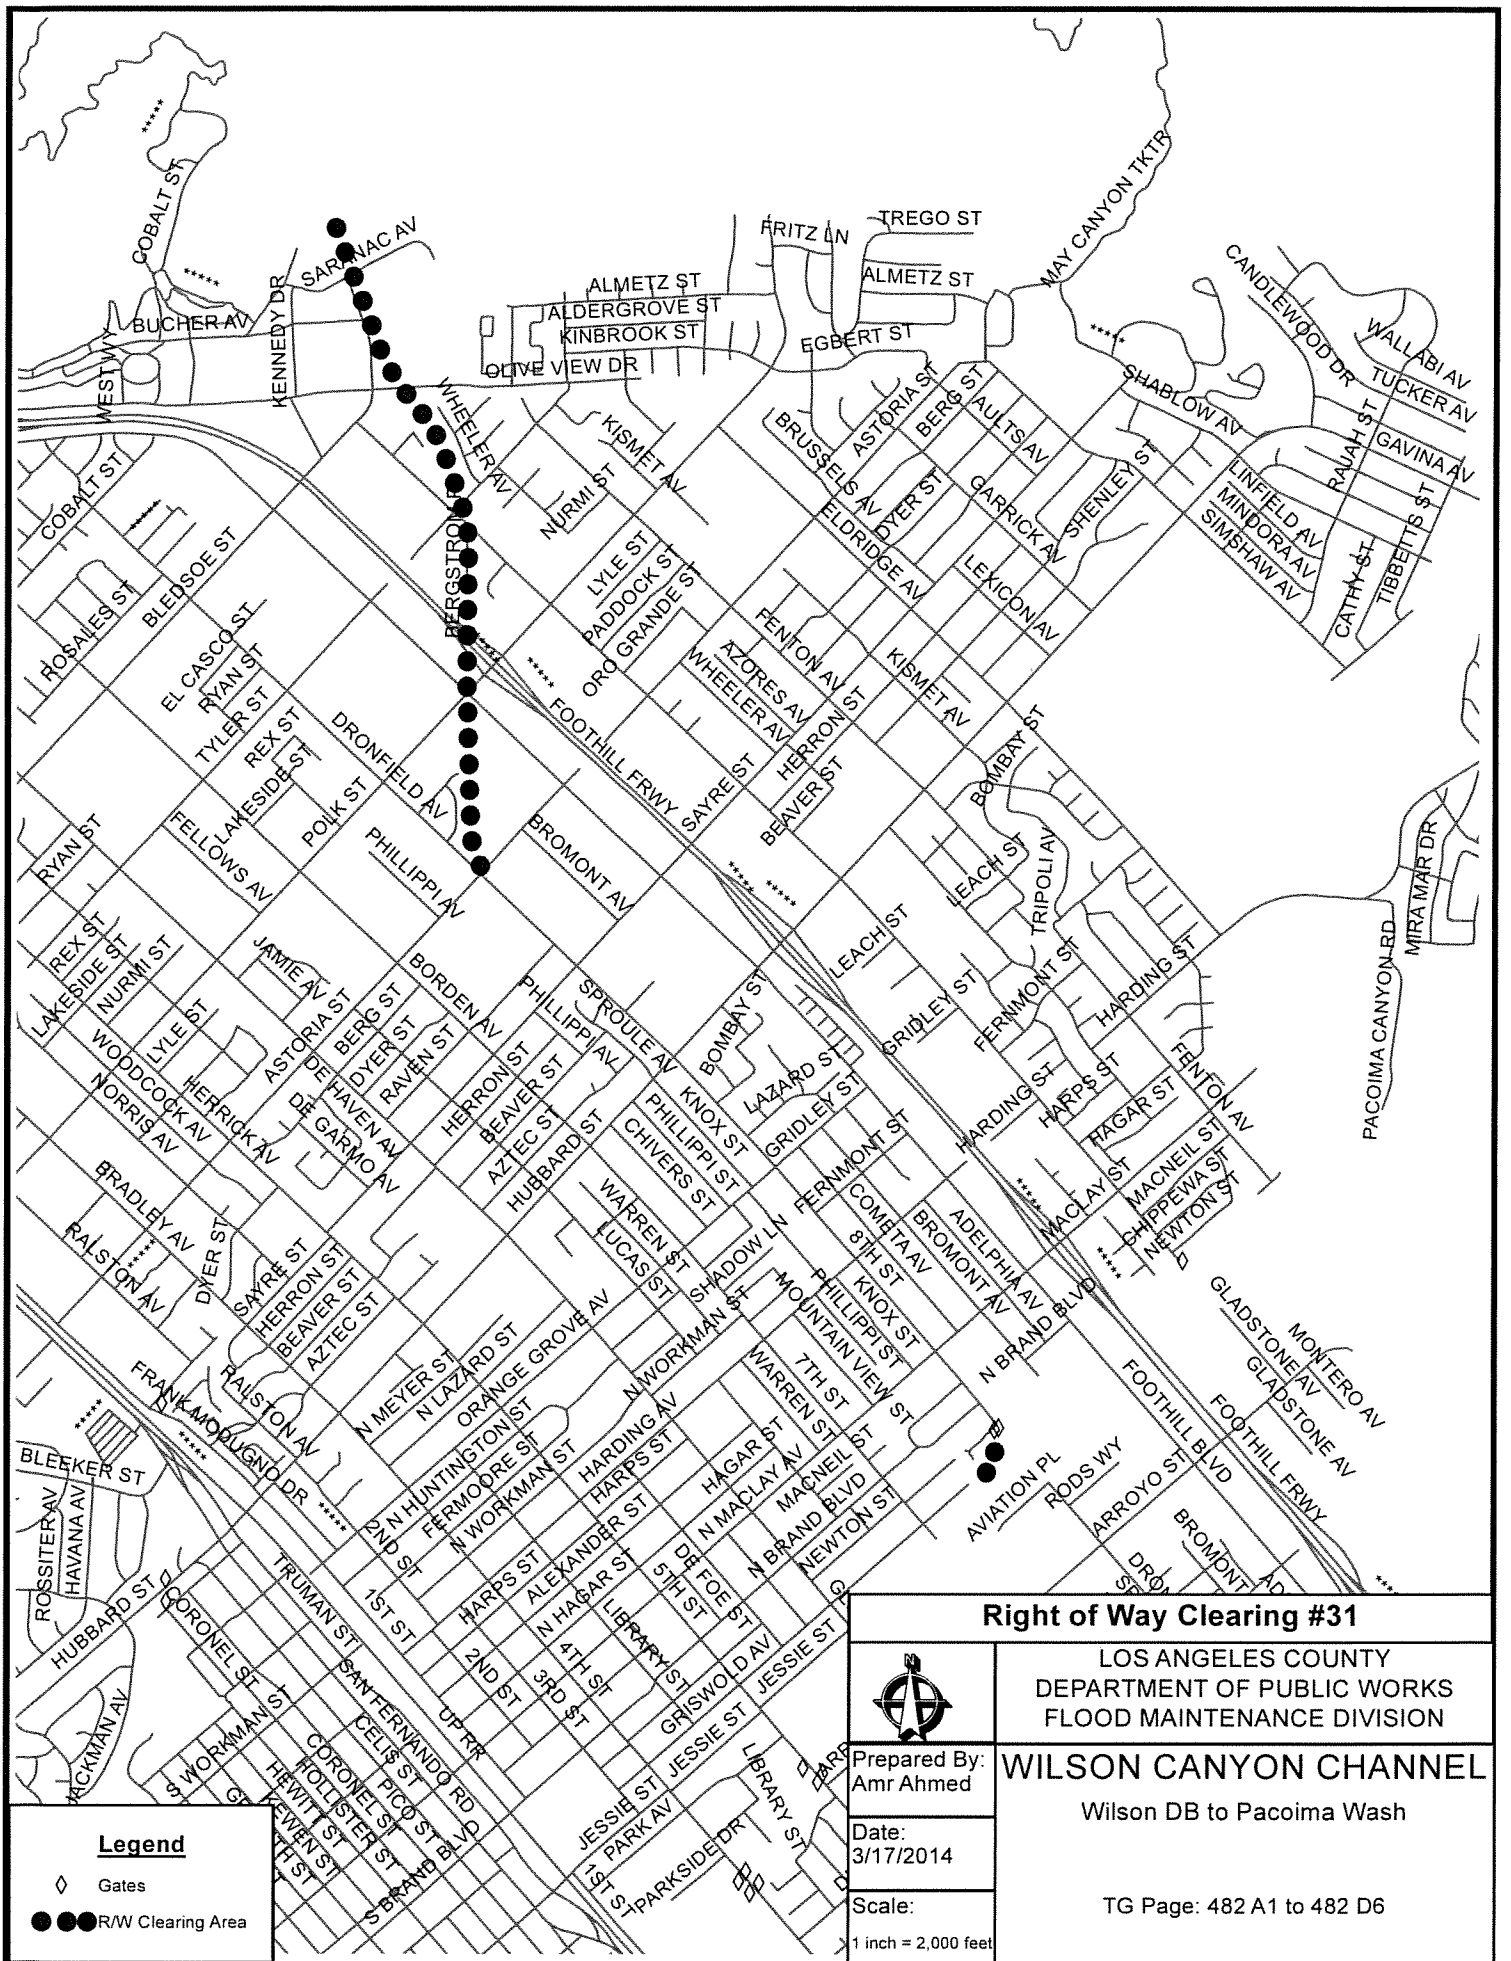 COBALT ST
SARANAC AV
KENNEDY DR
BUCHER AV
WEST WY
FRITZ LN
TREGO ST
ALMETZ ST
ALMETZ ST
ALDERGROVE ST
KINBROOK ST
EGBERT ST
OLIVE VIEW DR
MAY CANYON TKTR
CANDLEWOOD DR
WALLABI AV
TUCKER AV
GAVINA AV
SHABLOW AV
RAJAH ST
LINFIELD AV
MINDORA AV
SIMSHAW AV
CATHY ST
TIBBETTS ST
WHEELER AV
KISMET AV
NURMI ST
BRUSSELS AV
ASTORIA ST
BERG ST
AULTS AV
DYER ST
ELDRIDGE AV
GARRICK AV
SHENLEY ST
LEXICON AV
COBALT ST
BLEDSOE ST
ROSALES ST
LYLE ST
PADDOCK ST
ORO GRANDE ST
FENTON AV
AZORES AV
WHEELER AV
HERRON ST
KISMET AV
EL CASCO ST
RYAN ST
TYLER ST
REX ST
LAKESIDE ST
POLK ST
DRONFIELD AV
FELLOWS AV
PHILLIPPI AV
BROMONT AV
FOOTHILL FRWY
SAYRE ST
BEAVER ST
BOMBAY ST
LEACH ST
TRIPOLI AV
LEACH ST
GRIDLEY ST
FERNMONT ST
HARDING ST
MIRA MAR DR
PACOIMA CANYON RD
RYAN ST
REX ST
LAKESIDE ST
NURMI ST
LYLE ST
WOODCOCK AV
NORRIS AV
HERRICK AV
JAMIE AV
ASTORIA ST
BERG ST
DYER ST
RAVEN ST
DE HAVEN AV
DE GARMO AV
BORDEN AV
PHILLIPPI AV
SPROULE AV
HERRON ST
BEAVER ST
AZTEC ST
HUBBARD ST
BOMBAY ST
LAZARD ST
GRIDLEY ST
KNOX ST
PHILLIPPI ST
CHIVERS ST
FERNMONT ST
HARDING ST
HARPS ST
HAGAR ST
FENTON AV
MACLAY ST
MACNEIL ST
CHIPPEWA ST
NEWTON ST
BRADLEY AV
RALSTON AV
DYER ST
SAYRE ST
HERRON ST
BEAVER ST
AZTEC ST
WARREN ST
LUCAS ST
SHADOW LN
COMETA AV
8TH ST
BROMONT AV
ADELPHIA AV
N BRAND BLVD
KNOX ST
PHILLIPPI ST
MOUNTAIN VIEW ST
7TH ST
WARREN ST
GLADSTONE AV
MONTERO AV
GLADSTONE AV
FOOTHILL BLVD
FOOTHILL FRWY
FRANK MODUGNO DR
RALSTON AV
N MEYER ST
N LAZARD ST
ORANGE GROVE AV
N WORKMAN ST
N HUNTINGTON ST
FERMOORE ST
N WORKMAN ST
HARDING AV
HARPS ST
HAGAR ST
N MACLAY AV
MACNEIL ST
N BRAND BLVD
NEWTON ST
AVIATION PL
RODS WY
ARROYO ST
BROMONT
BLEEKER ST
ROSSITER AV
HAVANA AV
HUBBARD ST
CORONEL ST
TRUMAN ST
2ND ST
1ST ST
HARPS ST
ALEXANDER ST
N HAGAR ST
DE FOE ST
5TH ST
LIBRARY ST
4TH ST
3RD ST
2ND ST
GRISWOLD AV
JESSIE ST
JESSIE ST
SAN FERNANDO RD
UP RR
JACKMAN AV
S WORKMAN ST
CELIS ST
PICO ST
CORONEL ST
HOLLISTER ST
HEWITT ST
KEWEN ST
S BRAND BLVD
JESSIE ST
PARK AV
1ST ST
PARKSIDE DR
LIBRARY ST
Legend
Gates
R/W Clearing Area
Right of Way Clearing #31
N
LOS ANGELES COUNTY
DEPARTMENT OF PUBLIC WORKS
FLOOD MAINTENANCE DIVISION
Prepared By:
Amr Ahmed
WILSON CANYON CHANNEL
Wilson DB to Pacoima Wash
Date:
3/17/2014
Scale:
1 inch = 2,000 feet
TG Page: 482 A1 to 482 D6